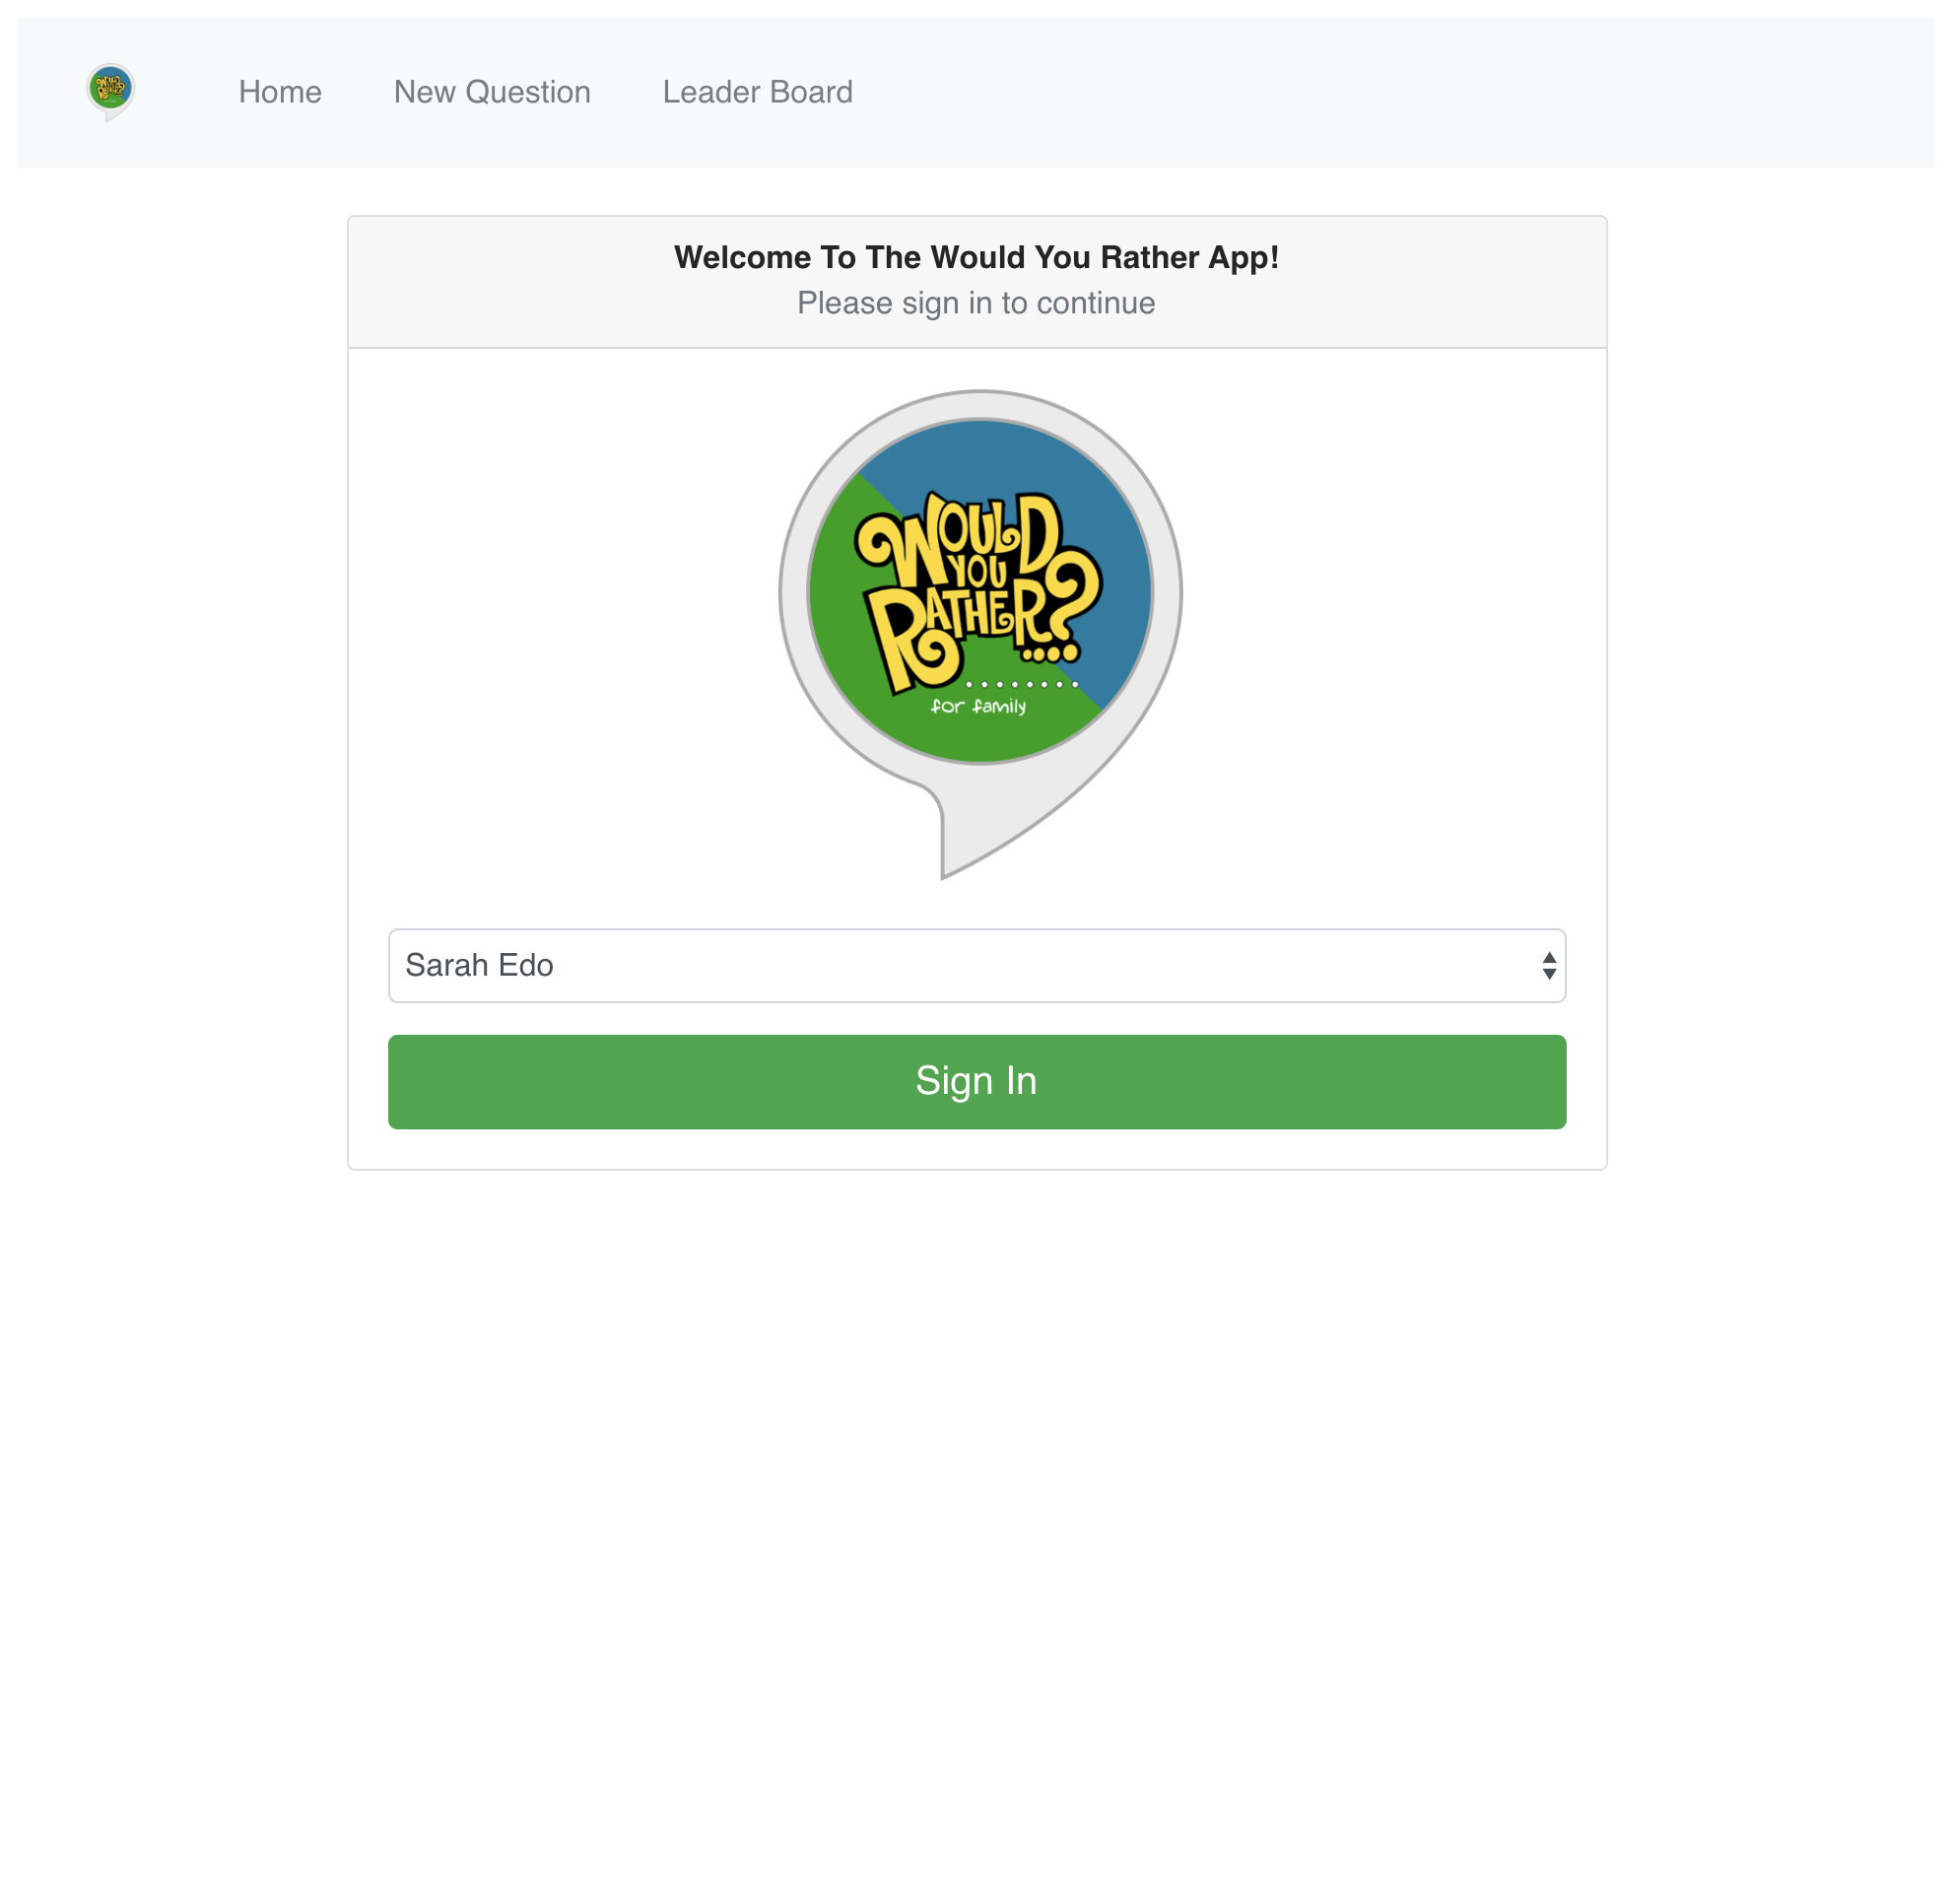 Home New Question Leader Board
Welcome To The Would You Rather App!
Please sign in to continue
WOULD
YOU
RATHER?
for family
Sarah Edo
Sign In